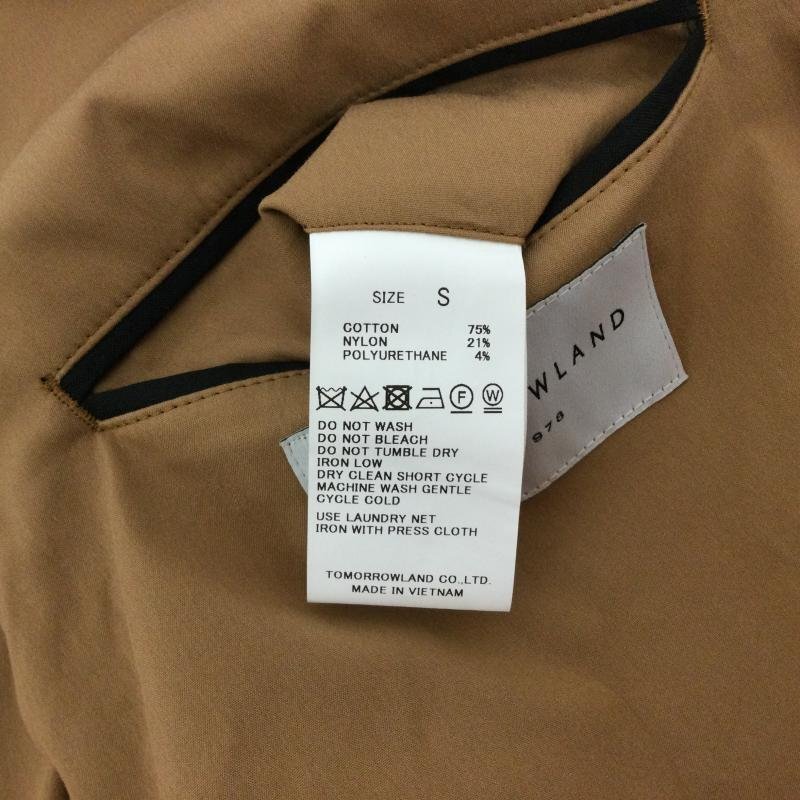 SIZE S
COTTON 75%
NYLON 21%
POLYURETHANE 4%
F W
DO NOT WASH
DO NOT BLEACH
DO NOT TUMBLE DRY
IRON LOW
DRY CLEAN SHORT CYCLE
MACHINE WASH GENTLE
CYCLE COLD
USE LAUNDRY NET
IRON WITH PRESS CLOTH
TOMORROWLAND CO.,LTD.
MADE IN VIETNAM
WLAND
978